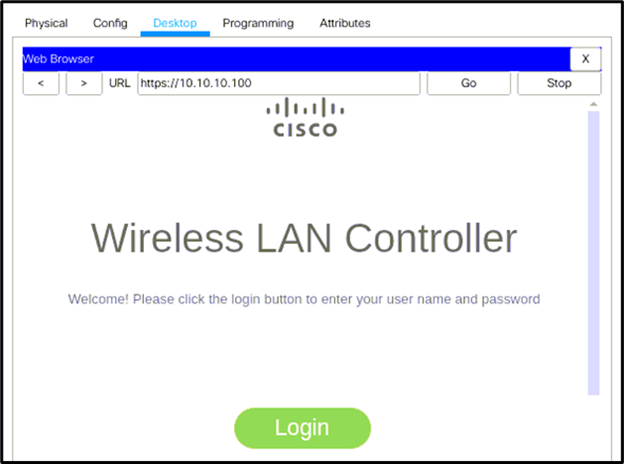 Physical Config Desktop Programming Attributes
Web Browser X
< > URL https://10.10.10.100 Go Stop
CISCO
Wireless LAN Controller
Welcome! Please click the login button to enter your user name and password
Login